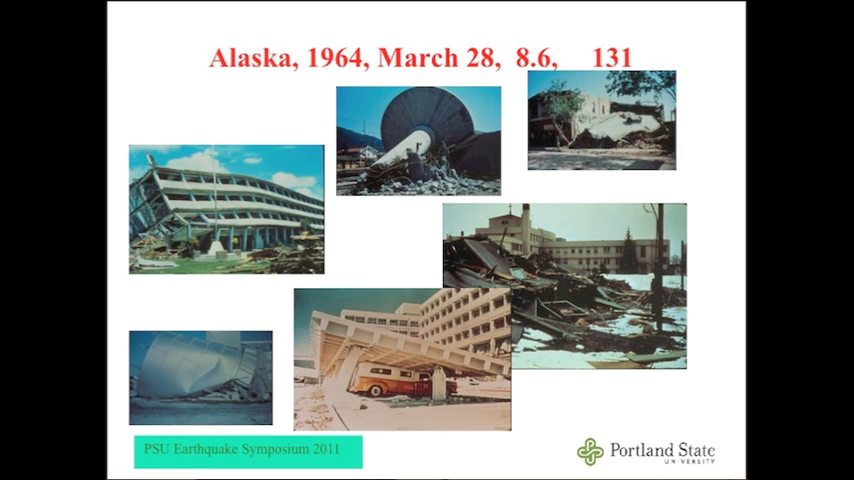 Alaska, 1964, March 28, 8.6, 131
PSU Earthquake Symposium 2011
Portland State
UNIVERSITY